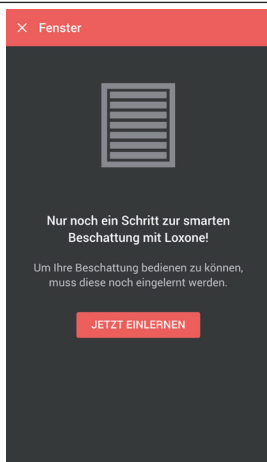 × Fenster
Nur noch ein Schritt zur smarten
Beschattung mit Loxone!
Um Ihre Beschattung bedienen zu können,
muss diese noch eingelernt werden.
JETZT EINLERNEN